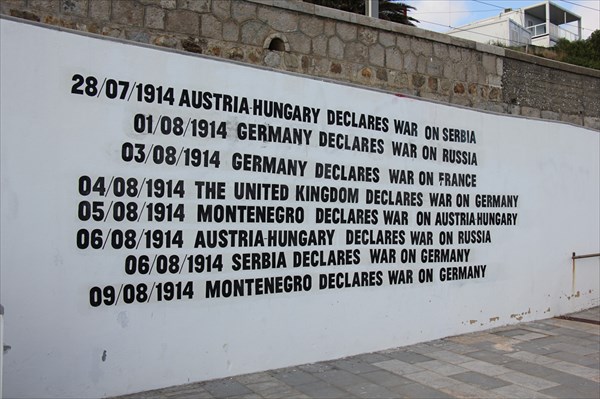 28/07/1914 AUSTRIA-HUNGARY DECLARES WAR ON SERBIA
01/08/1914 GERMANY DECLARES WAR ON RUSSIA
03/08/1914 GERMANY DECLARES WAR ON FRANCE
04/08/1914 THE UNITED KINGDOM DECLARES WAR ON GERMANY
05/08/1914 MONTENEGRO DECLARES WAR ON AUSTRIA-HUNGARY
06/08/1914 AUSTRIA-HUNGARY DECLARES WAR ON RUSSIA
06/08/1914 SERBIA DECLARES WAR ON GERMANY
09/08/1914 MONTENEGRO DECLARES WAR ON GERMANY